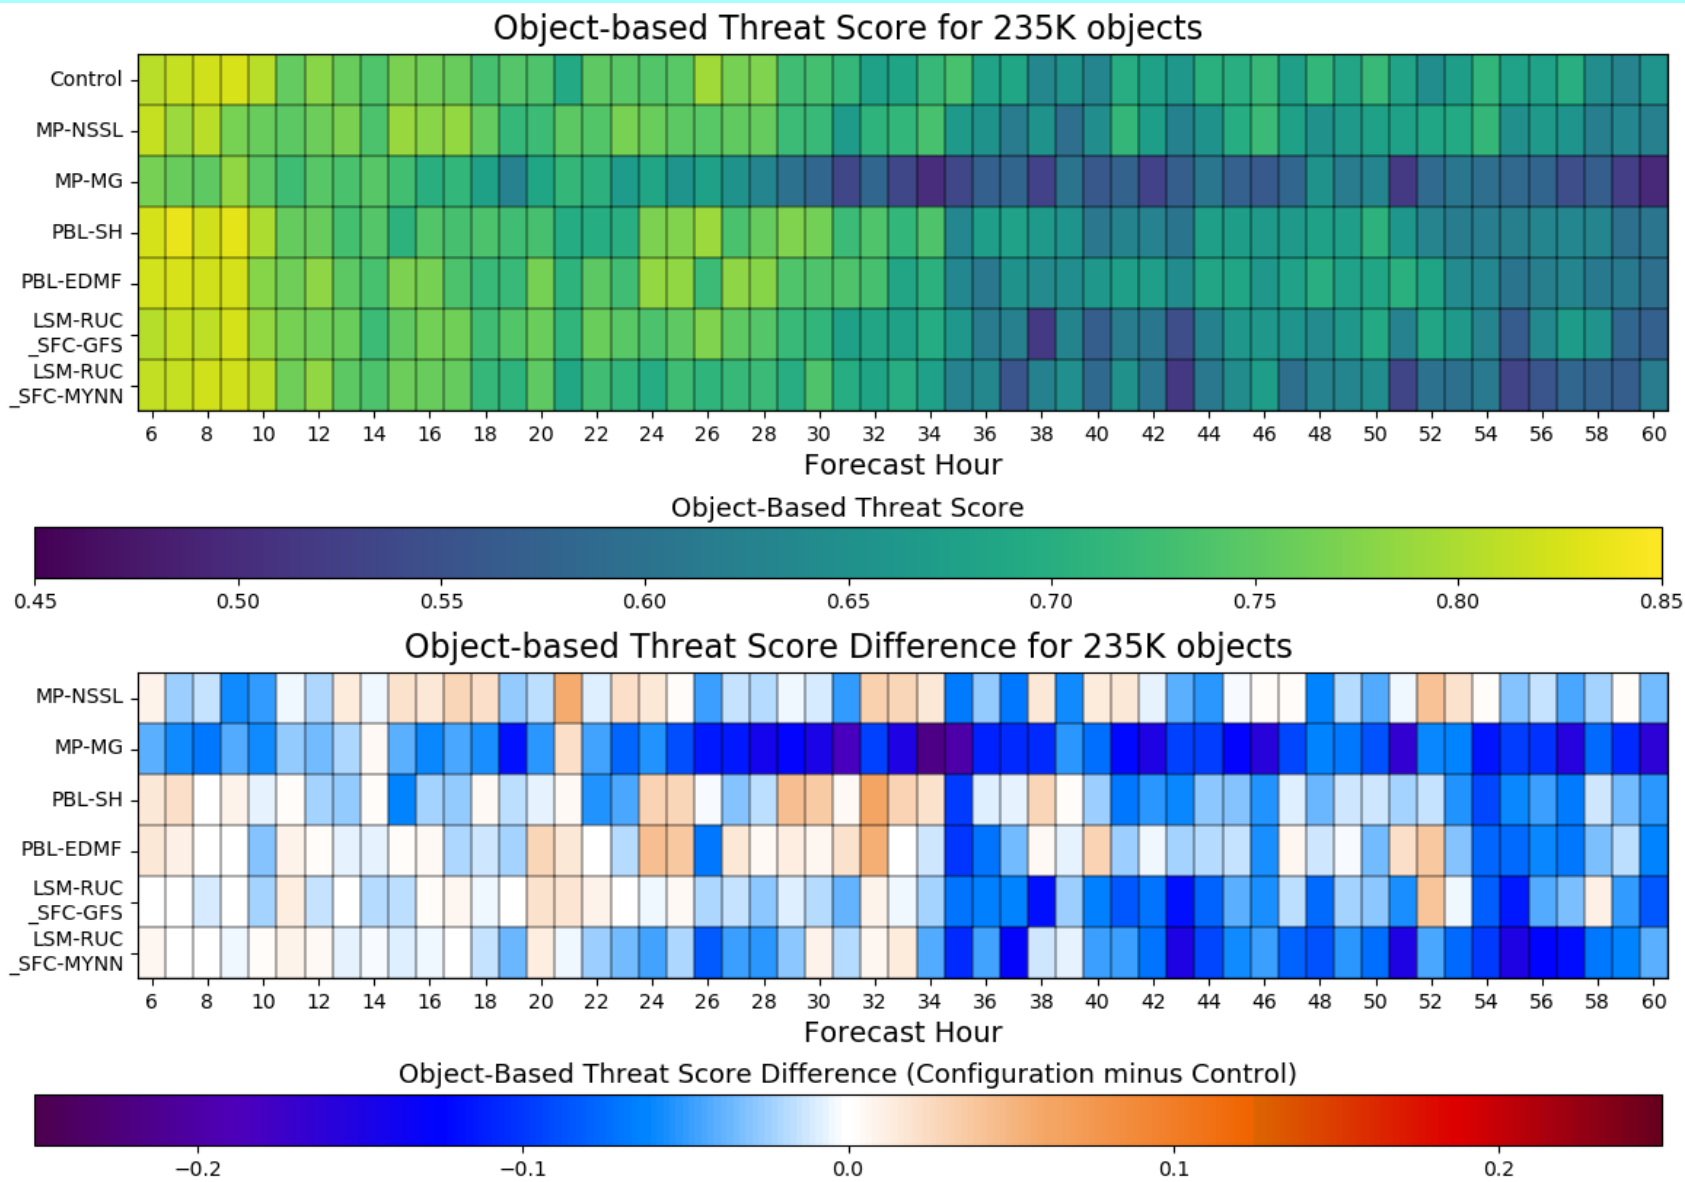 Object-based Threat Score for 235K objects
Control
MP-NSSL
MP-MG
PBL-SH
PBL-EDMF
LSM-RUC
_SFC-GFS
LSM-RUC
_SFC-MYNN
6 8 10 12 14 16 18 20 22 24 26 28 30 32 34 36 38 40 42 44 46 48 50 52 54 56 58 60
Forecast Hour
Object-Based Threat Score
0.45 0.50 0.55 0.60 0.65 0.70 0.75 0.80 0.85
Object-based Threat Score Difference for 235K objects
MP-NSSL
MP-MG
PBL-SH
PBL-EDMF
LSM-RUC
_SFC-GFS
LSM-RUC
_SFC-MYNN
6 8 10 12 14 16 18 20 22 24 26 28 30 32 34 36 38 40 42 44 46 48 50 52 54 56 58 60
Forecast Hour
Object-Based Threat Score Difference (Configuration minus Control)
−0.2 −0.1 0.0 0.1 0.2